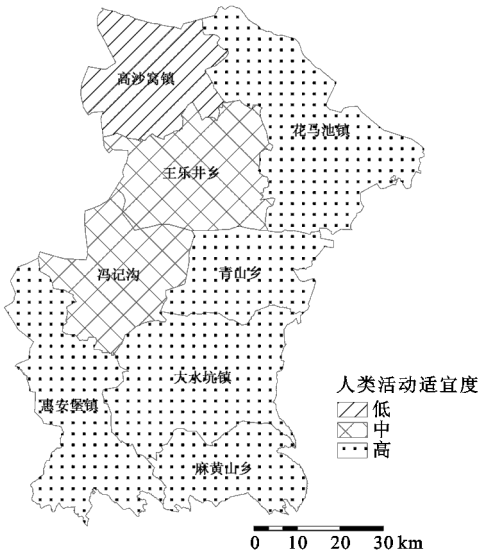 高沙窝镇
花马池镇
王乐井乡
冯记沟
青山乡
大水坑镇
惠安堡镇
麻黄山乡
人类活动适宜度
低
中
高
0 10 20 30 km